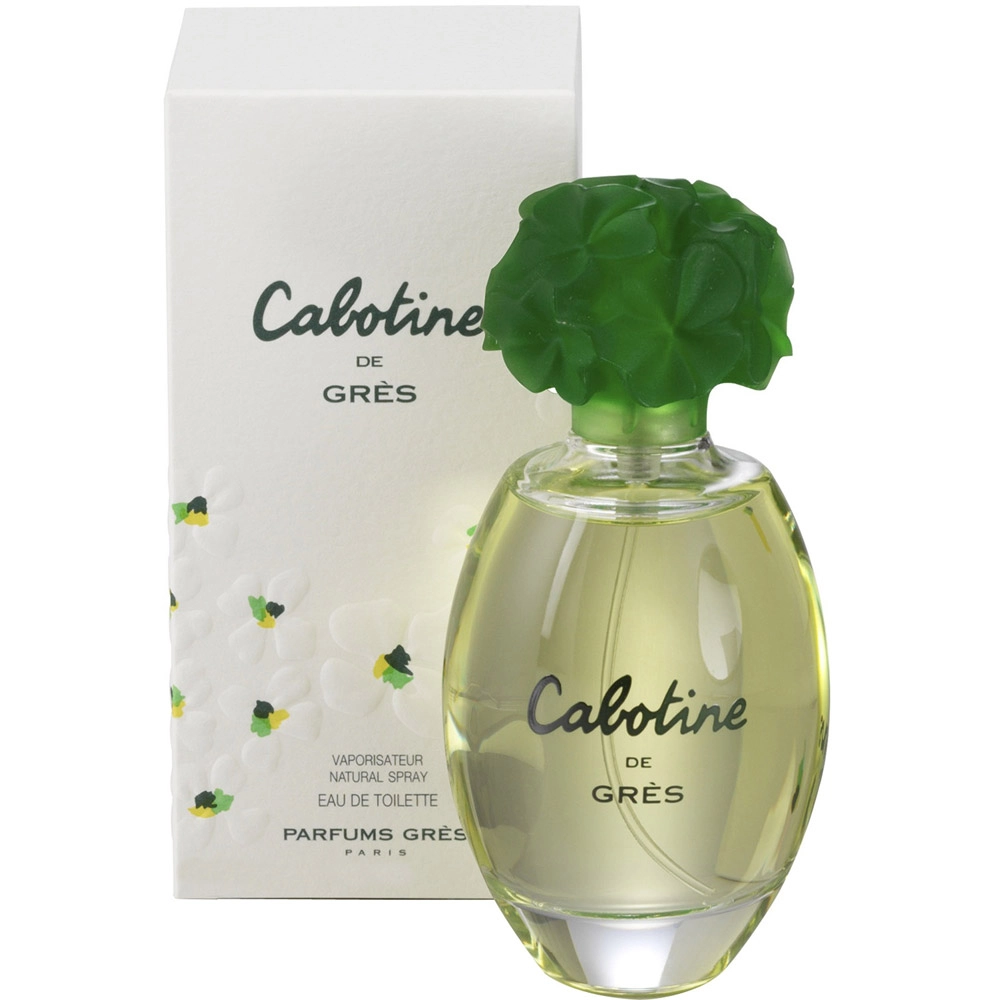 Cabotine
DE
GRÈS
VAPORISATEUR
NATURAL SPRAY
EAU DE TOILETTE
PARFUMS GRÈS
PARIS
Cabotine
DE
GRÈS